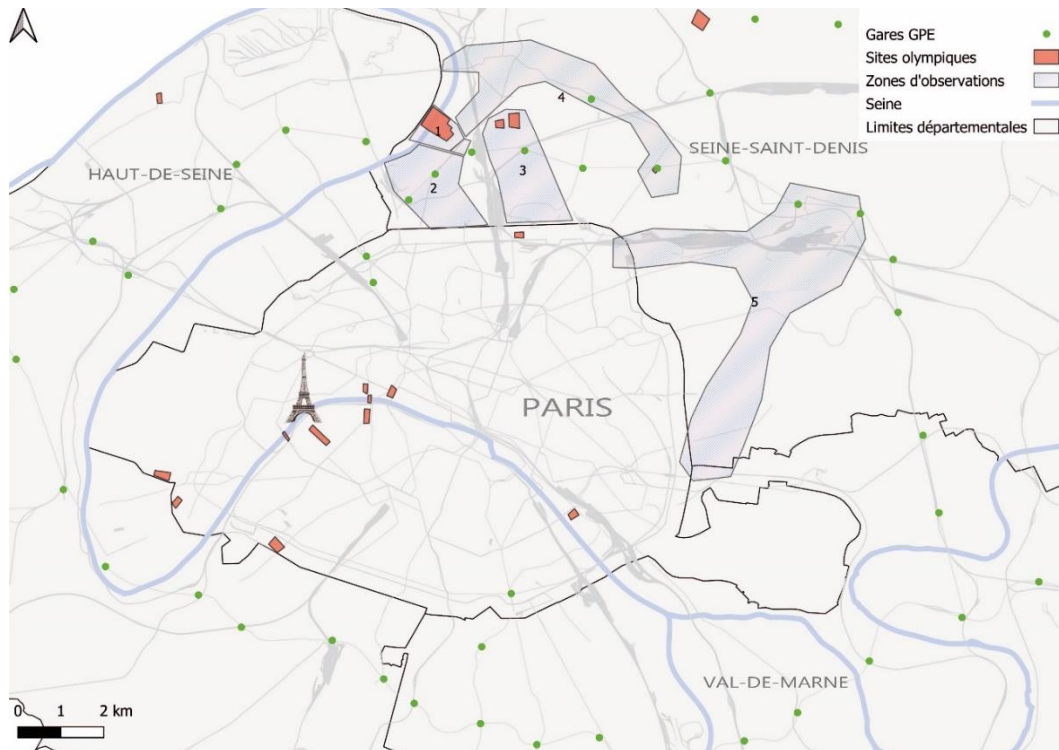 Gares GPE
Sites olympiques
Zones d'observations
Seine
Limites départementales
4
1
SEINE-SAINT-DENIS
HAUT-DE-SEINE
3
2
5
PARIS
VAL-DE-MARNE
0 1 2 km